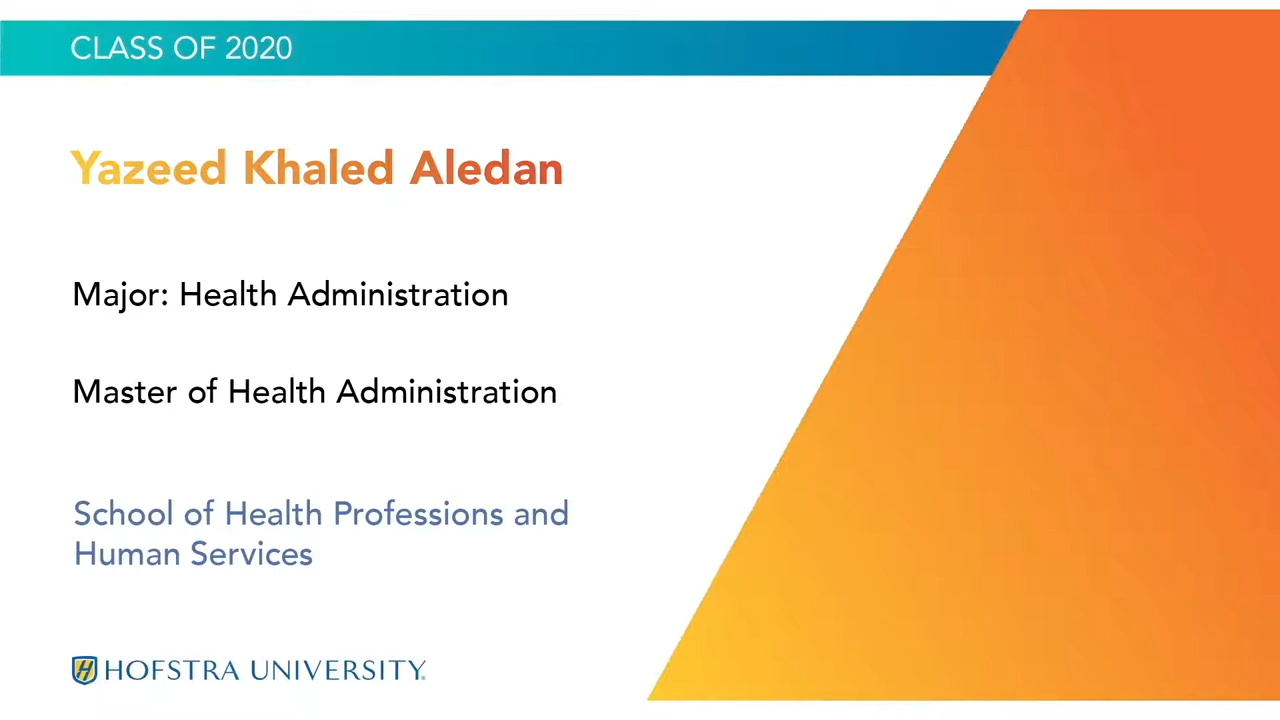 CLASS OF 2020
Yazeed Khaled Aledan
Major: Health Administration
Master of Health Administration
School of Health Professions and
Human Services
H HOFSTRA UNIVERSITY®